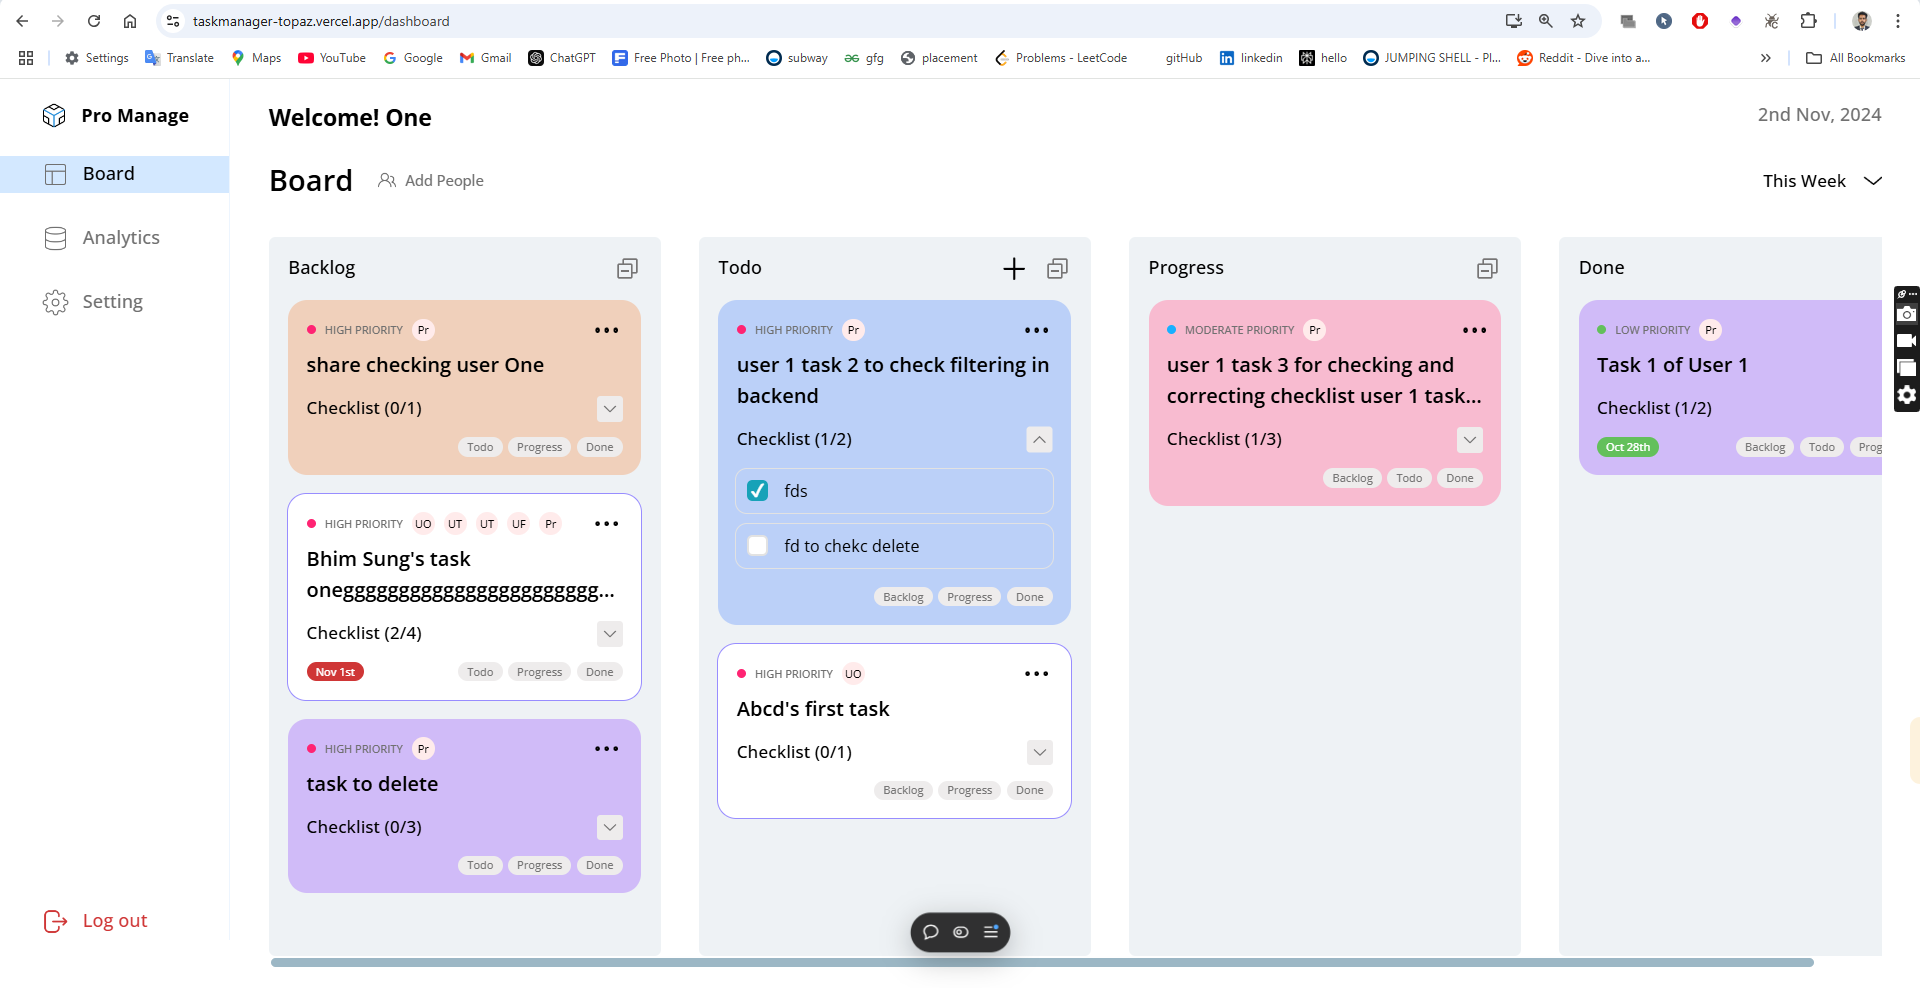 taskmanager-topaz.vercel.app/dashboard
Settings Translate Maps YouTube Google Gmail ChatGPT Free Photo | Free ph... subway gfg placement Problems - LeetCode gitHub linkedin hello JUMPING SHELL - Pl... Reddit - Dive into a... » All Bookmarks
Pro Manage
Board
Analytics
Setting
Log out
Welcome! One
2nd Nov, 2024
Board Add People
This Week
Backlog
HIGH PRIORITY Pr
share checking user One
Checklist (0/1)
Todo Progress Done
HIGH PRIORITY UO UT UT UF Pr
Bhim Sung's task
onegggggggggggggggggggggggg...
Checklist (2/4)
Nov 1st Todo Progress Done
HIGH PRIORITY Pr
task to delete
Checklist (0/3)
Todo Progress Done
Todo
HIGH PRIORITY Pr
user 1 task 2 to check filtering in
backend
Checklist (1/2)
fds
fd to chekc delete
Backlog Progress Done
HIGH PRIORITY UO
Abcd's first task
Checklist (0/1)
Backlog Progress Done
Progress
MODERATE PRIORITY Pr
user 1 task 3 for checking and
correcting checklist user 1 task...
Checklist (1/3)
Backlog Todo Done
Done
LOW PRIORITY Pr
Task 1 of User 1
Checklist (1/2)
Oct 28th Backlog Todo Prog